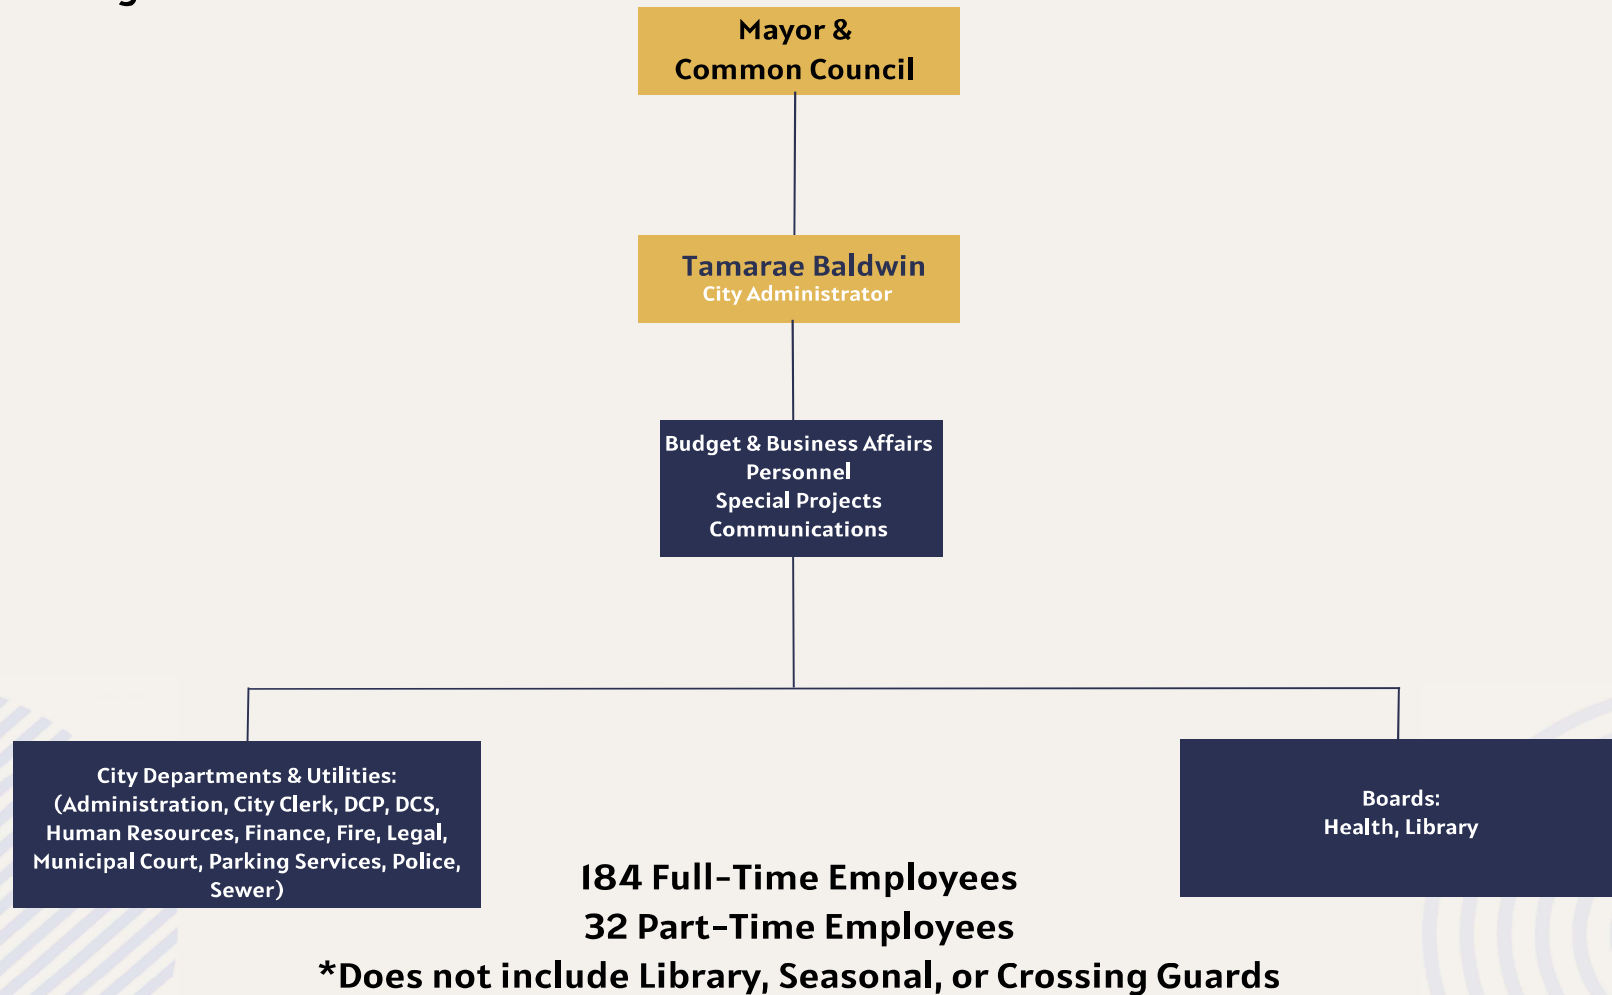 Mayor &
Common Council
Tamarae Baldwin
City Administrator
Budget & Business Affairs
Personnel
Special Projects
Communications
City Departments & Utilities:
(Administration, City Clerk, DCP, DCS,
Human Resources, Finance, Fire, Legal,
Municipal Court, Parking Services, Police,
Sewer)
Boards:
Health, Library
184 Full-Time Employees
32 Part-Time Employees
*Does not include Library, Seasonal, or Crossing Guards